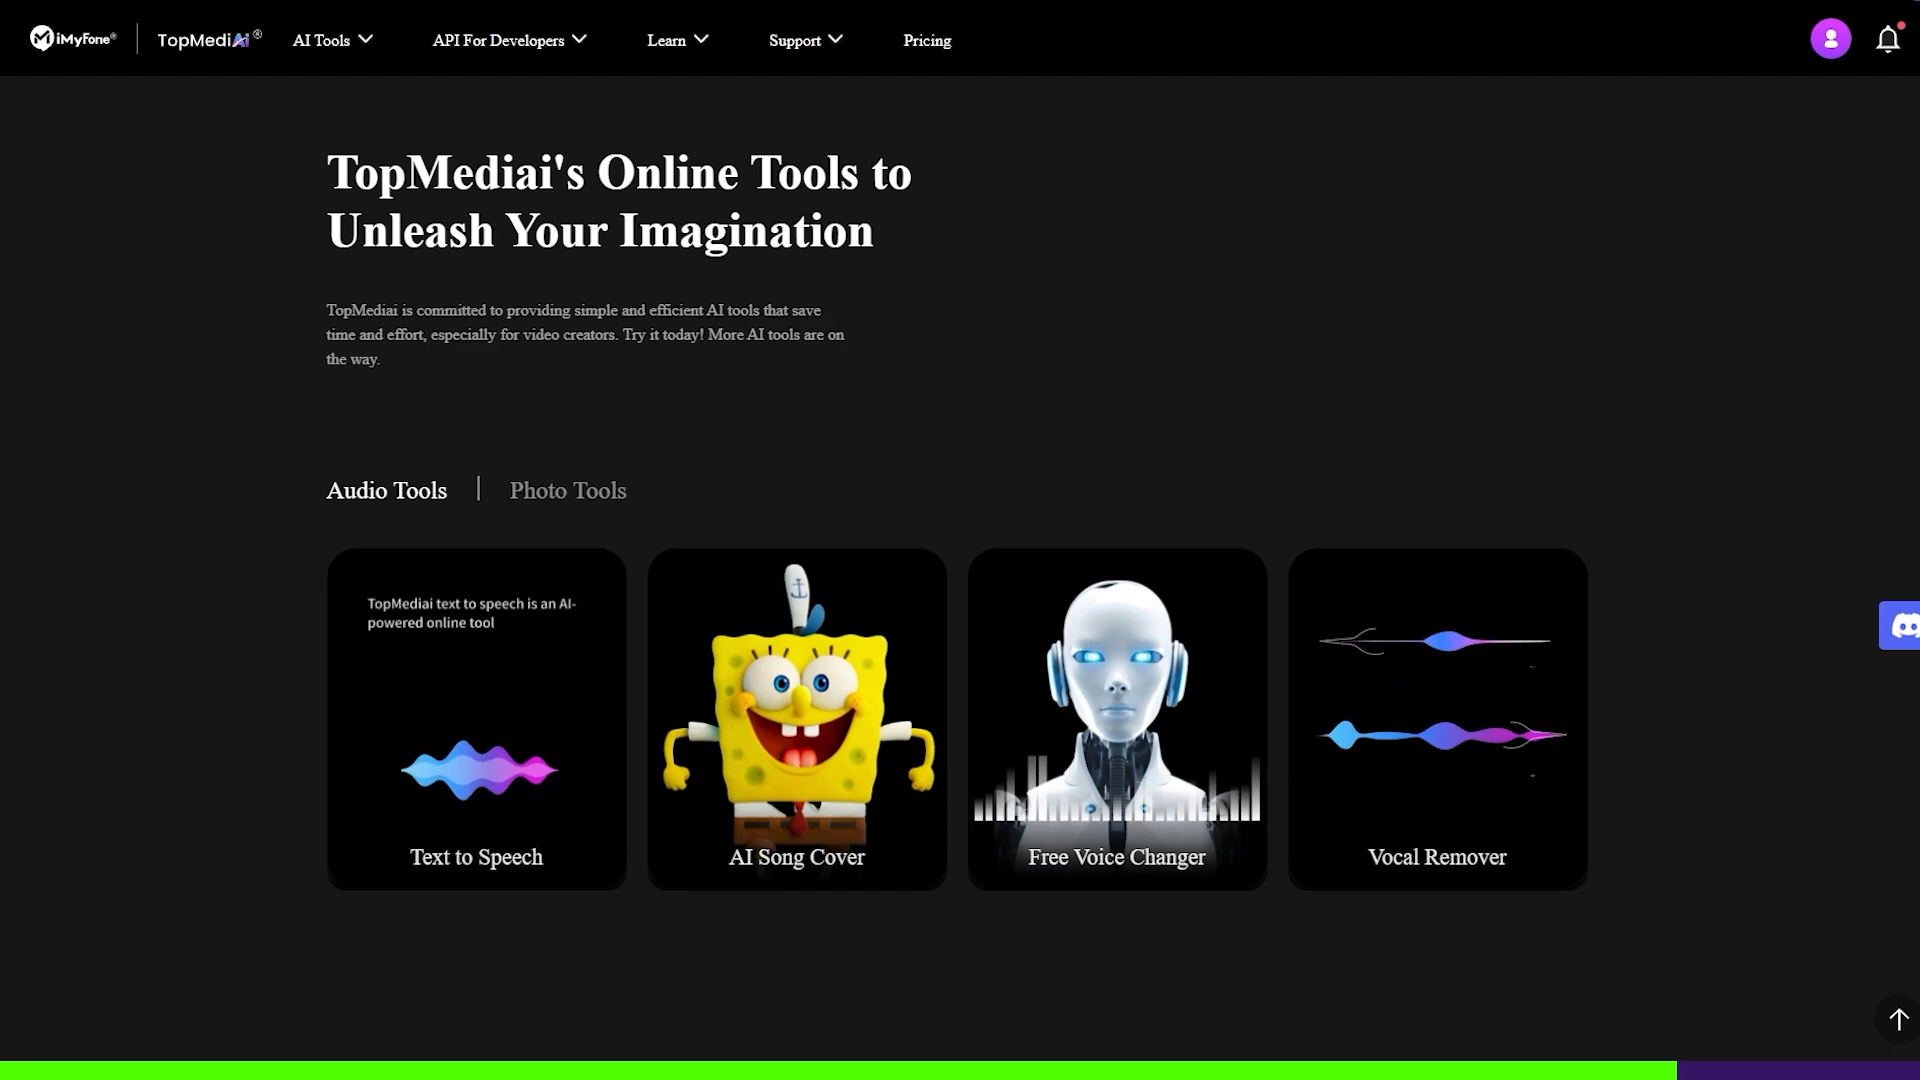 iMyFone®
TopMediAi®
AI Tools
API For Developers
Learn
Support
Pricing
TopMediai's Online Tools to
Unleash Your Imagination
TopMediai is committed to providing simple and efficient AI tools that save
time and effort, especially for video creators. Try it today! More AI tools are on
the way.
Audio Tools
Photo Tools
TopMediai text to speech is an AI-
powered online tool
Text to Speech
AI Song Cover
Free Voice Changer
Vocal Remover